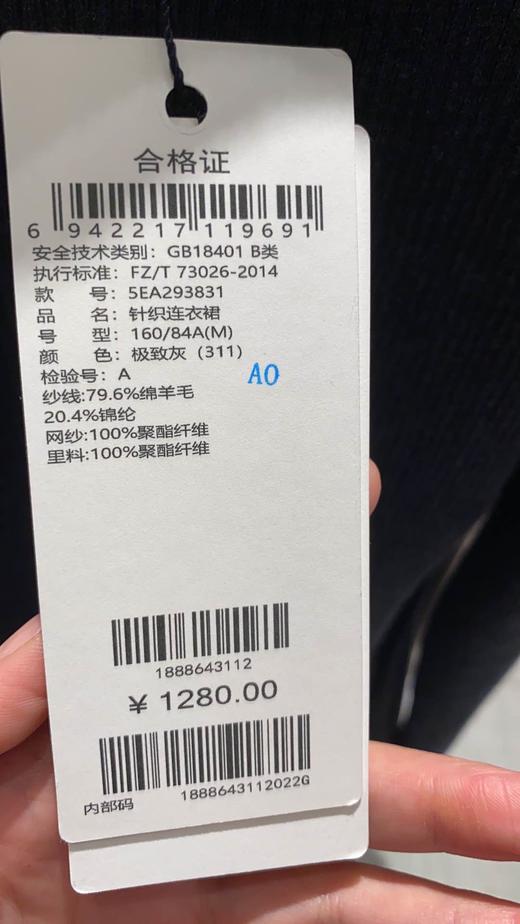 合格证
6 942217 119691
安全技术类别：GB18401 B类
执行标准：FZ/T 73026-2014
款　号：5EA293831
品　名：针织连衣裙
号　型：160/84A(M)
颜　色：极致灰（311）
检验号：A
AO
纱线:79.6%绵羊毛
20.4%锦纶
网纱:100%聚酯纤维
里料:100%聚酯纤维
1888643112
¥ 1280.00
内部码 1888643112022G